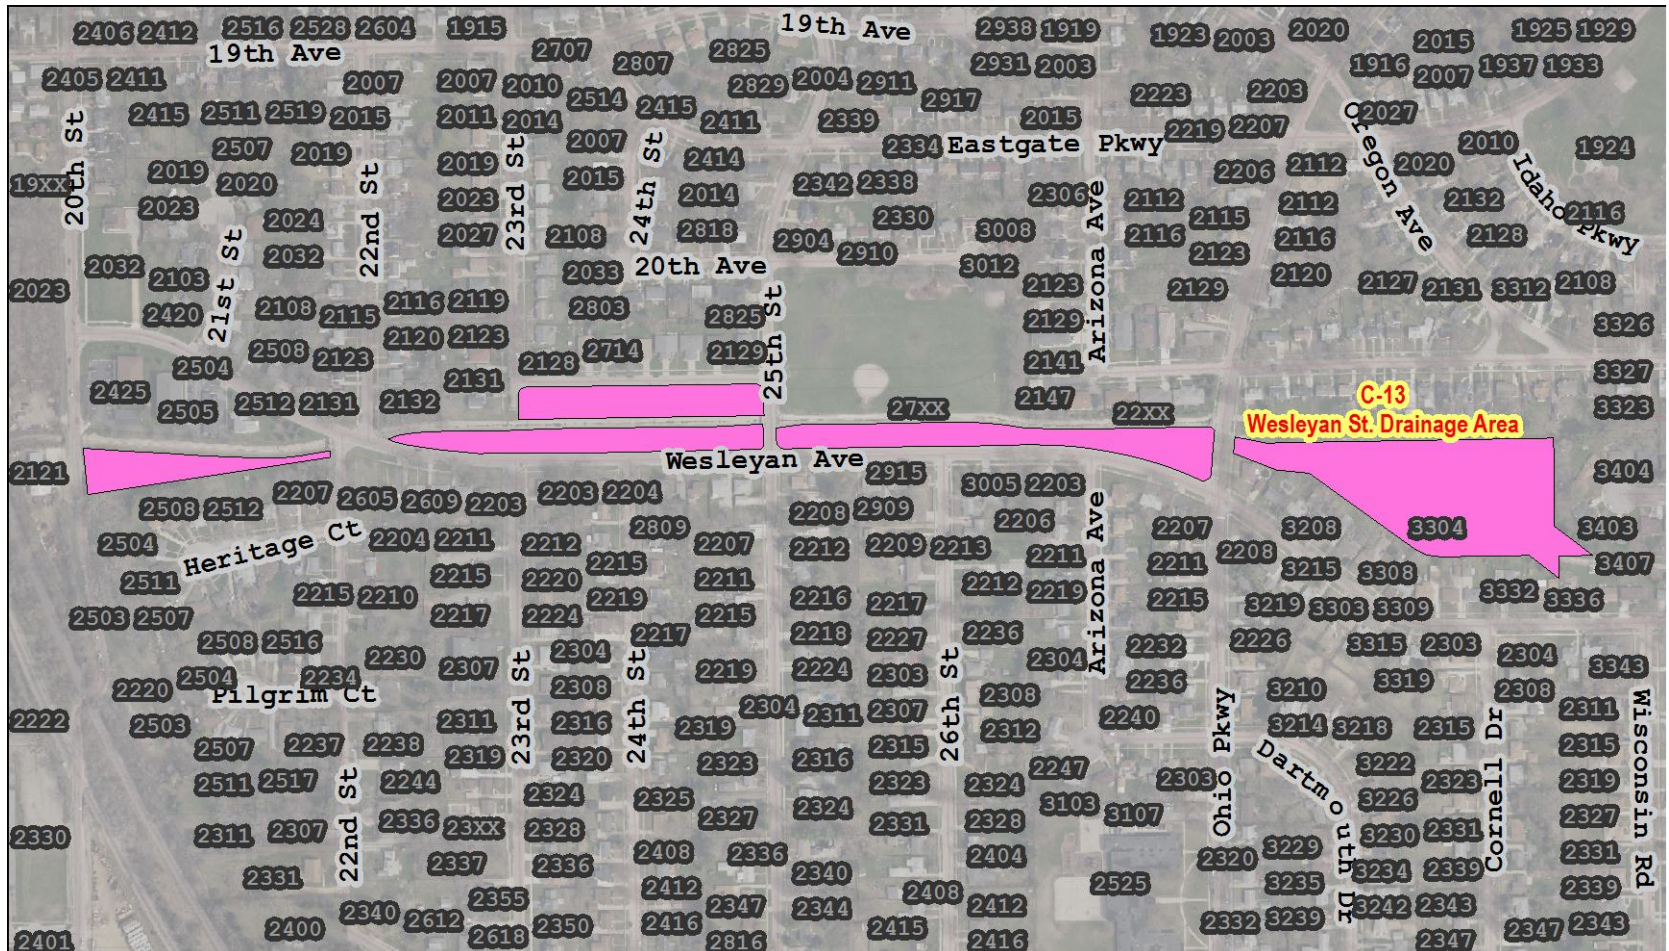 2406 2412 2516 2528 2604 1915 19th Ave 2938 1919 1923 2003 2020 2015 1925 1929
19th Ave 2707 2807 2825 2931 2003 1916 2007 1937 1933
2405 2411 2007 2007 2010 2514 2415 2829 2004 2911 2917 2223 2203 2027
2415 2511 2519 2015 2011 2014 2411 2339 2015 2219 2207
20th St 2507 2019 2007 2414 2334 Eastgate Pkwy Oregon Ave 2010 1924
19XX 2019 2020 22nd St 2019 23rd St 2015 24th St 2342 2338 2306 Arizona Ave 2206 2112 2020 Idaho Pkwy
2023 2024 2023 2014 2330 2112 2115 2112 2132 2116
21st St 2032 2027 2108 2818 2904 2910 3008 2116 2123 2116 2128
2032 2103 2033 20th Ave 3012 2123 2129 2120 2127 2131 3312 2108
2023 2420 2108 2115 2116 2119 2803 2825 25th St 2129 3326
2504 2508 2123 2120 2123 2128 2714 2129 2141 3327
2425 2505 2512 2131 2132 2131 27XX 2147 22XX C-13 3323
Wesleyan St. Drainage Area
2121 Wesleyan Ave 2915 3404
2508 2512 2207 2605 2609 2203 2203 2204 3005 2203
2504 Heritage Ct 2204 2211 2212 2809 2207 2208 2909 2206 Arizona Ave 2207 3208 3304 3403
2511 2215 2220 2215 2211 2212 2209 2213 2211 2211 2208 3215 3308 3407
2503 2507 2215 2210 2217 2224 2219 2215 2216 2217 2212 2219 2215 3219 3303 3309 3332 3336
2508 2516 2230 2304 2217 2218 2227 2236 2304 2232 2226 3315 2303 2304
2220 2504 Pilgrim Ct 2234 2307 23rd St 2308 24th St 2219 2224 2303 26th St 2308 2236 Ohio Pkwy 3210 3319 2308 3343
2222 2503 2311 2316 2319 2304 2311 2307 2312 2240 3214 3218 2315 Cornell Dr 2311 Wisconsin Rd
2507 2237 2238 2319 2320 2323 2316 2315 2247 2303 Dartmouth Dr 3222 2315
22nd St 2511 2517 2244 2324 2325 2324 2323 2324 3103 3107 3226 2323 2319
2330 2311 2307 2336 23XX 2328 2327 2331 2328 3230 2331 2327
2331 2337 2336 2408 2336 2340 2404 2320 3229 3234 2339 2331
2340 2355 2412 2408 2525 3235 2339
2401 2400 2612 2618 2350 2416 2347 2816 2344 2415 2412 2416 2332 3239 3242 2343 2347 2347 2343